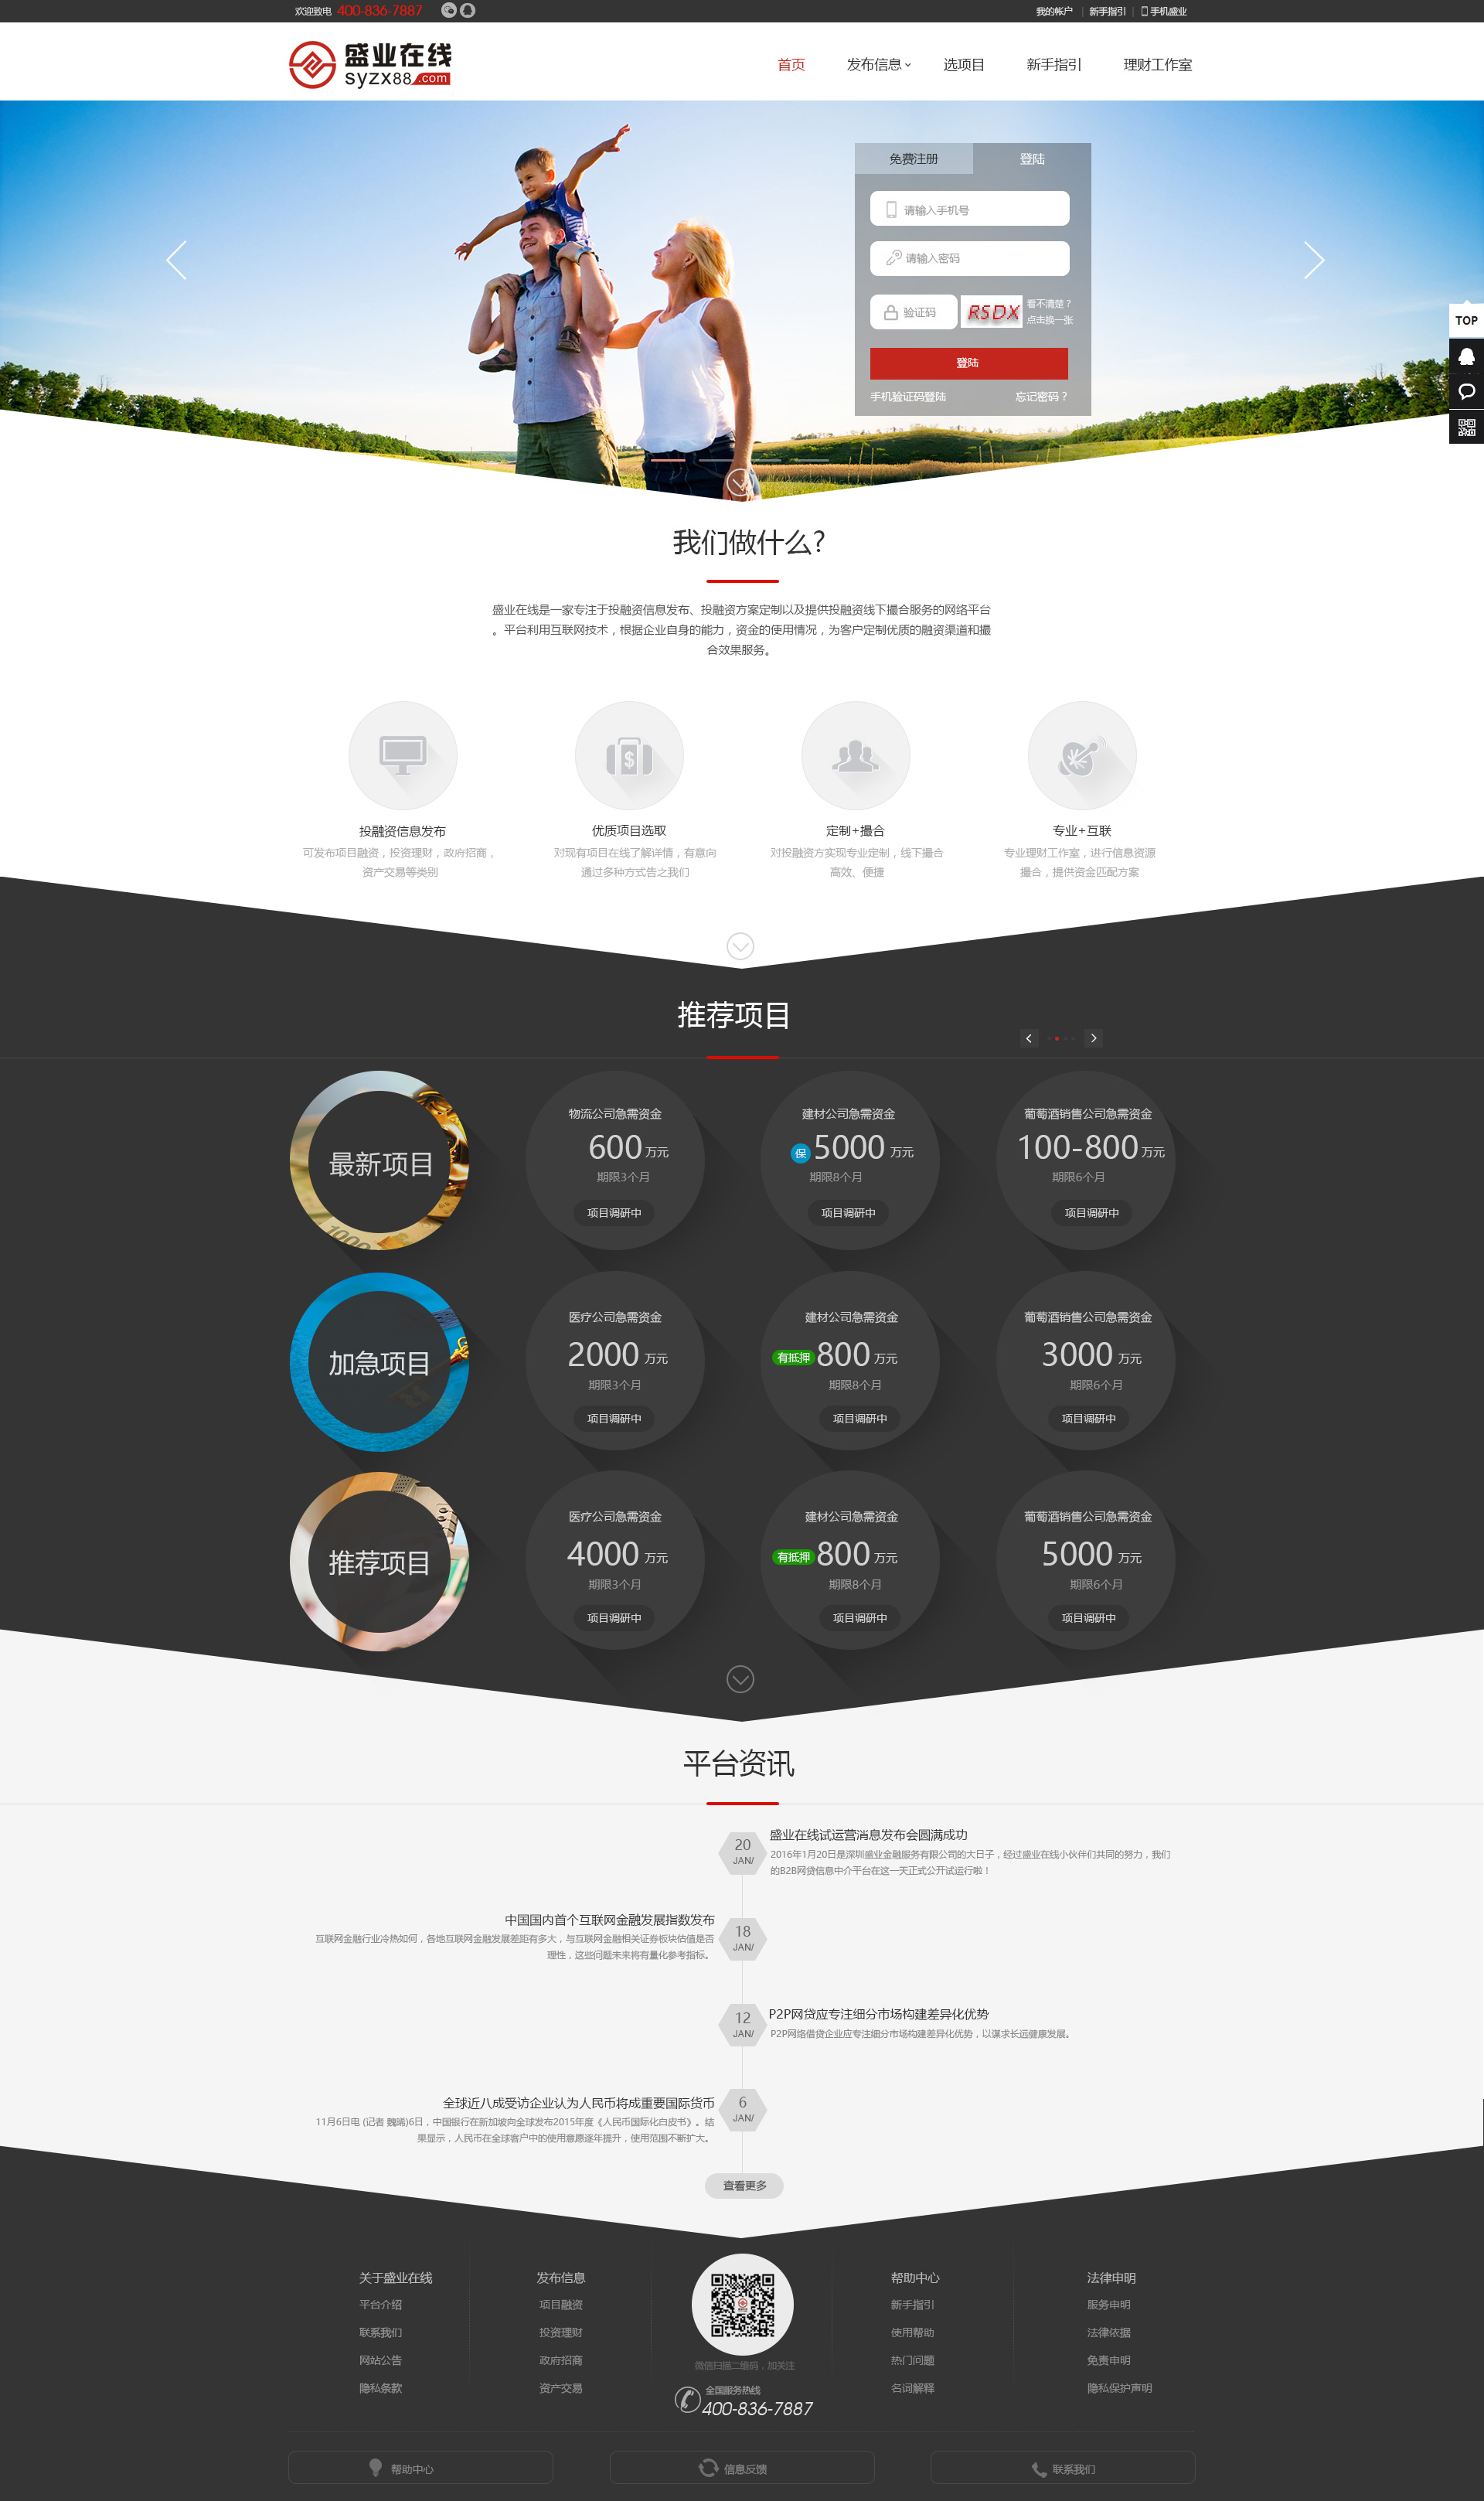 欢迎致电 400-836-7887
我的帐户 | 新手指引 | 手机盛业
盛业在线
syzx88.com
首页 发布信息 选项目 新手指引 理财工作室
免费注册 登陆
请输入手机号
请输入密码
验证码 RSDX 看不清楚？
点击换一张
登陆
手机验证码登陆 忘记密码？
TOP
我们做什么?
盛业在线是一家专注于投融资信息发布、投融资方案定制以及提供投融资线下撮合服务的网络平台
。平台利用互联网技术，根据企业自身的能力，资金的使用情况，为客户定制优质的融资渠道和撮
合效果服务。
投融资信息发布 优质项目选取 定制+撮合 专业+互联
可发布项目融资，投资理财，政府招商， 对现有项目在线了解详情，有意向 对投融资方实现专业定制，线下撮合 专业理财工作室，进行信息资源
资产交易等类别 通过多种方式告之我们 高效、便捷 撮合，提供资金匹配方案
推荐项目
最新项目
物流公司急需资金
600 万元
期限3个月
项目调研中
建材公司急需资金
保 5000 万元
期限8个月
项目调研中
葡萄酒销售公司急需资金
100-800 万元
期限6个月
项目调研中
加急项目
医疗公司急需资金
2000 万元
期限3个月
项目调研中
建材公司急需资金
有抵押 800 万元
期限8个月
项目调研中
葡萄酒销售公司急需资金
3000 万元
期限6个月
项目调研中
推荐项目
医疗公司急需资金
4000 万元
期限3个月
项目调研中
建材公司急需资金
有抵押 800 万元
期限8个月
项目调研中
葡萄酒销售公司急需资金
5000 万元
期限6个月
项目调研中
平台资讯
20
JAN/
盛业在线试运营消息发布会圆满成功
2016年1月20日是深圳盛业金融服务有限公司的大日子，经过盛业在线小伙伴们共同的努力，我们
的B2B网贷信息中介平台在这一天正式公开试运行啦！
中国国内首个互联网金融发展指数发布
互联网金融行业冷热如何，各地互联网金融发展差距有多大，与互联网金融相关证券板块估值是否
理性，这些问题未来将有量化参考指标。
18
JAN/
12
JAN/
P2P网贷应专注细分市场构建差异化优势
P2P网络借贷企业应专注细分市场构建差异化优势，以谋求长远健康发展。
全球近八成受访企业认为人民币将成重要国际货币
11月6日电 (记者 魏晞)6日，中国银行在新加坡向全球发布2015年度《人民币国际化白皮书》。结
果显示，人民币在全球客户中的使用意愿逐年提升，使用范围不断扩大。
6
JAN/
查看更多
关于盛业在线
平台介绍
联系我们
网站公告
隐私条款
发布信息
项目融资
投资理财
政府招商
资产交易
微信扫描二维码，加关注
全国服务热线
400-836-7887
帮助中心
新手指引
使用帮助
热门问题
名词解释
法律申明
服务申明
法律依据
免责申明
隐私保护声明
帮助中心 信息反馈 联系我们